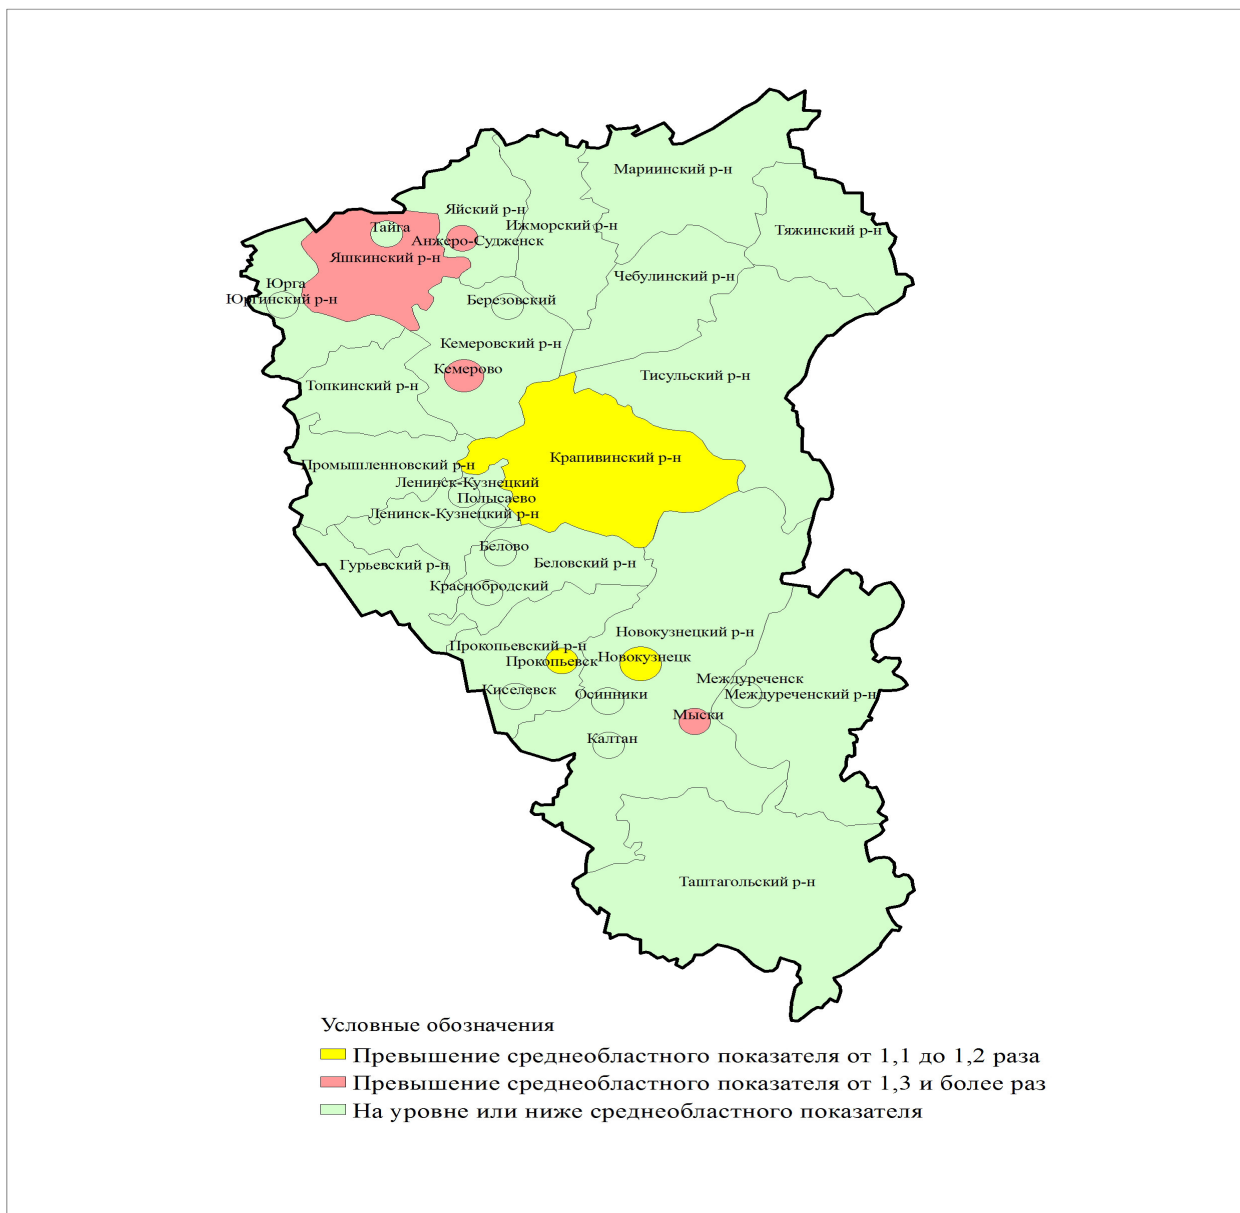 Мариинский р-н
Яйский р-н
Ижморский р-н
Тайга
Анжеро-Судженск
Тяжинский р-н
Яшкинский р-н
Чебулинский р-н
Юрга
Юргинский р-н
Березовский
Кемеровский р-н
Кемерово
Тисульский р-н
Топкинский р-н
Крапивинский р-н
Промышленновский р-н
Ленинск-Кузнецкий
Полысаево
Ленинск-Кузнецкий р-н
Белово
Гурьевский р-н
Беловский р-н
Краснобродский
Новокузнецкий р-н
Прокопьевский р-н
Прокопьевск
Новокузнецк
Междуреченск
Киселевск
Осинники
Междуреченский р-н
Мыски
Калтан
Таштагольский р-н
Условные обозначения
Превышение среднеобластного показателя от 1,1 до 1,2 раза
Превышение среднеобластного показателя от 1,3 и более раз
На уровне или ниже среднеобластного показателя